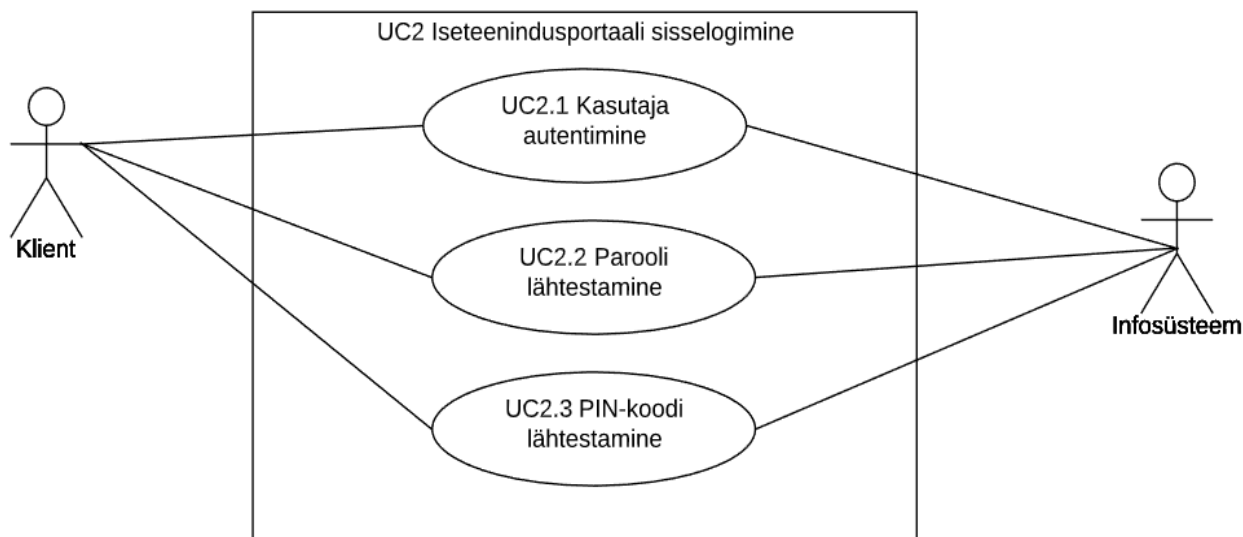 UC2 Iseteenindusportaali sisselogimine
UC2.1 Kasutaja
autentimine
Klient
UC2.2 Parooli
lähtestamine
Infosüsteem
UC2.3 PIN-koodi
lähtestamine